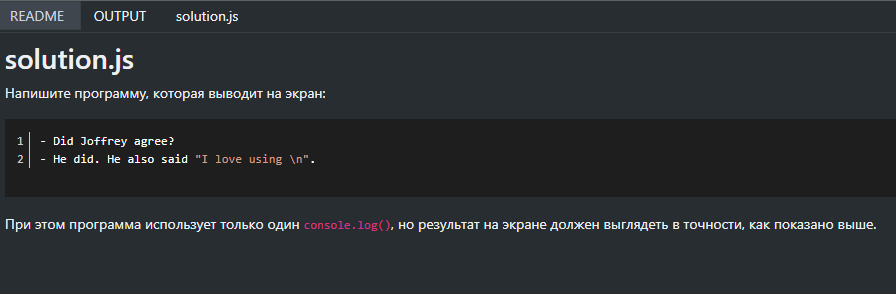 README OUTPUT solution.js
solution.js
Напишите программу, которая выводит на экран:
1 - Did Joffrey agree?
2 - He did. He also said "I love using \n".
При этом программа использует только один console.log(), но результат на экране должен выглядеть в точности, как показано выше.